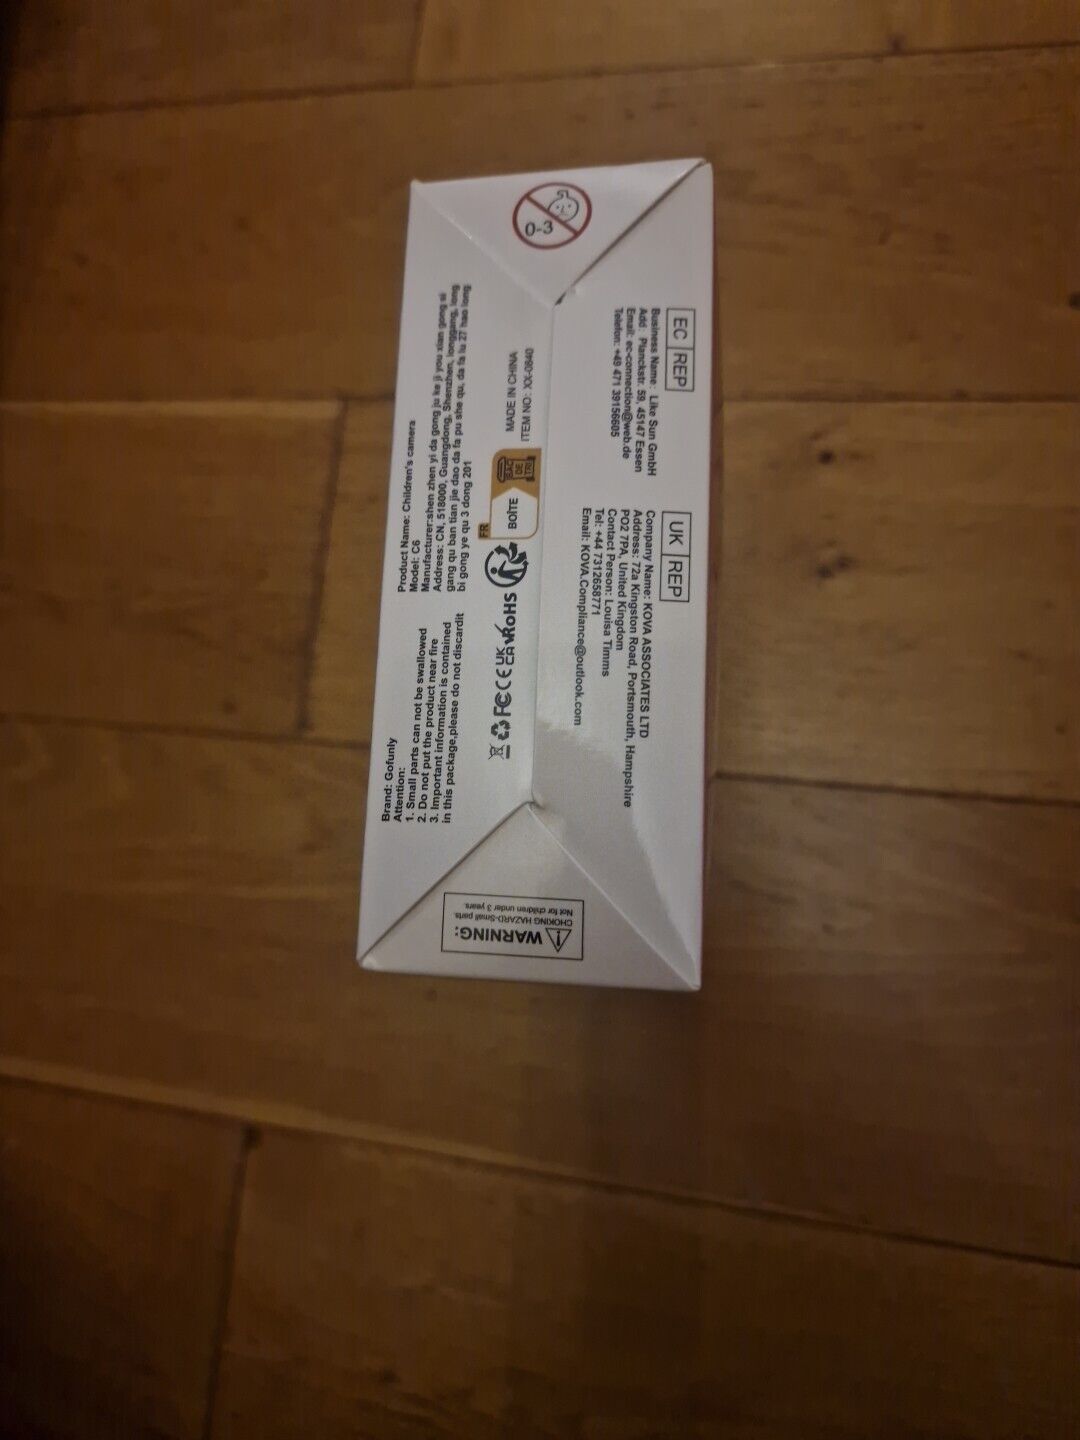 Brand: Gofunly
Attention:
1. Small parts can not be swallowed
2. Do not put the product near fire
3. Important information is contained
in this package,please do not discardit
Product Name: Children's camera
Model: C6
Manufacturer:shen zhen yi da gong ju ke ji you xian gong si
Address: CN, 518000, Guangdong, Shenzhen, longgang, long
gang qu ban tian jie dao da fa pu she qu, da fa lu 27 hao long
bi gong ye qu 3 dong 201
FC CE UK
CA RoHS
FR
BOÎTE
BAC
DE
TRI
MADE IN CHINA
ITEM NO: XX-0640
0-3
EC REP
Business Name : Like Sun GmbH
Add : Planckstr. 59, 45147 Essen
Email: ec-connection@web.de
Telefon: +49 471 39156605
UK REP
Company Name: KOVA ASSOCIATES LTD
Address: 72a Kingston Road, Portsmouth, Hampshire
PO2 7PA, United Kingdom
Contact Person: Louisa Timms
Tel: +44 7312658771
Email: KOVA.Compliance@outlook.com
WARNING:
CHOKING HAZARD-Small parts.
Not for children under 3 years.